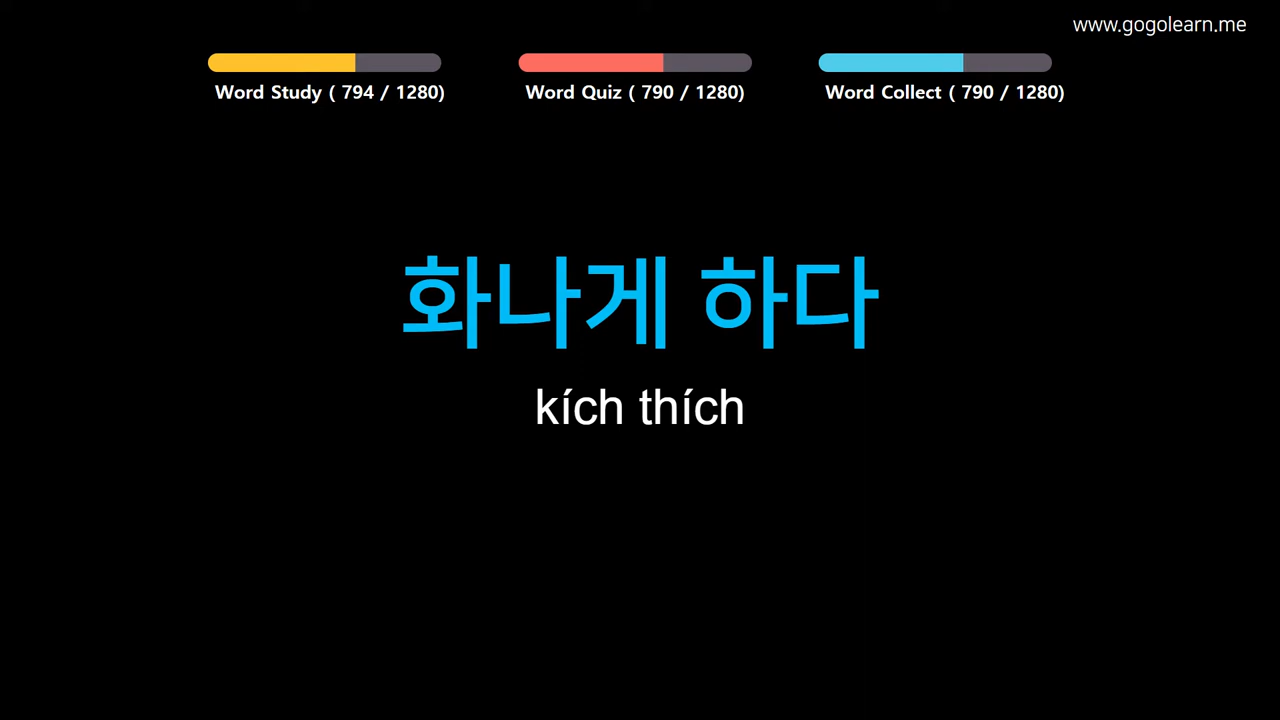 www.gogolearn.me
Word Study ( 794 / 1280)
Word Quiz ( 790 / 1280)
Word Collect ( 790 / 1280)
화나게 하다
kích thích